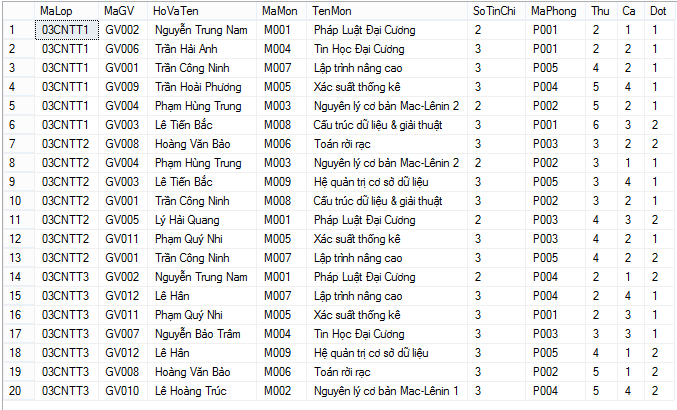 MaLop MaGV HoVaTen MaMon TenMon SoTinChi MaPhong Thu Ca Dot
1 03CNTT1 GV002 Nguyễn Trung Nam M001 Pháp Luật Đại Cương 2 P001 2 1 1
2 03CNTT1 GV006 Trần Hải Anh M004 Tin Học Đại Cương 3 P001 3 1 1
3 03CNTT1 GV001 Trần Công Ninh M007 Lập trình nâng cao 3 P005 4 2 1
4 03CNTT1 GV009 Trần Hoài Phương M005 Xác suất thống kê 3 P004 5 4 1
5 03CNTT1 GV004 Phạm Hùng Trung M003 Nguyên lý cơ bản Mac-Lênin 2 2 P002 5 2 1
6 03CNTT1 GV003 Lê Tiến Bắc M008 Cấu trúc dữ liệu & giải thuật 3 P001 6 3 2
7 03CNTT2 GV008 Hoàng Văn Bảo M006 Toán rời rạc 3 P003 3 2 2
8 03CNTT2 GV004 Phạm Hùng Trung M003 Nguyên lý cơ bản Mac-Lênin 2 2 P002 3 1 1
9 03CNTT2 GV003 Lê Tiến Bắc M009 Hệ quản trị cơ sở dữ liệu 3 P005 3 4 1
10 03CNTT2 GV001 Trần Công Ninh M008 Cấu trúc dữ liệu & giải thuật 3 P002 3 2 1
11 03CNTT2 GV005 Lý Hải Quang M001 Pháp Luật Đại Cương 2 P003 4 3 2
12 03CNTT2 GV011 Phạm Quý Nhi M005 Xác suất thống kê 3 P003 4 2 1
13 03CNTT2 GV001 Trần Công Ninh M007 Lập trình nâng cao 3 P005 4 2 2
14 03CNTT3 GV002 Nguyễn Trung Nam M001 Pháp Luật Đại Cương 2 P004 2 1 2
15 03CNTT3 GV012 Lê Hân M007 Lập trình nâng cao 3 P004 2 4 1
16 03CNTT3 GV011 Phạm Quý Nhi M005 Xác suất thống kê 3 P001 2 3 1
17 03CNTT3 GV007 Nguyễn Bảo Trâm M004 Tin Học Đại Cương 3 P003 3 3 1
18 03CNTT3 GV012 Lê Hân M009 Hệ quản trị cơ sở dữ liệu 3 P005 4 1 2
19 03CNTT3 GV008 Hoàng Văn Bảo M006 Toán rời rạc 3 P002 5 1 2
20 03CNTT3 GV010 Lê Hoàng Trúc M002 Nguyên lý cơ bản Mac-Lênin 1 3 P004 5 4 2